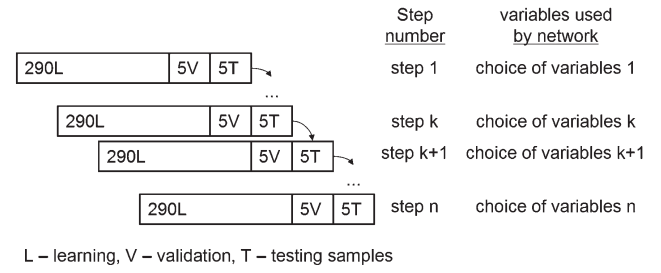 Step variables used
number by network
290L 5V 5T step 1 choice of variables 1
...
290L 5V 5T step k choice of variables k
290L 5V 5T step k+1 choice of variables k+1
...
290L 5V 5T step n choice of variables n
L – learning, V – validation, T – testing samples